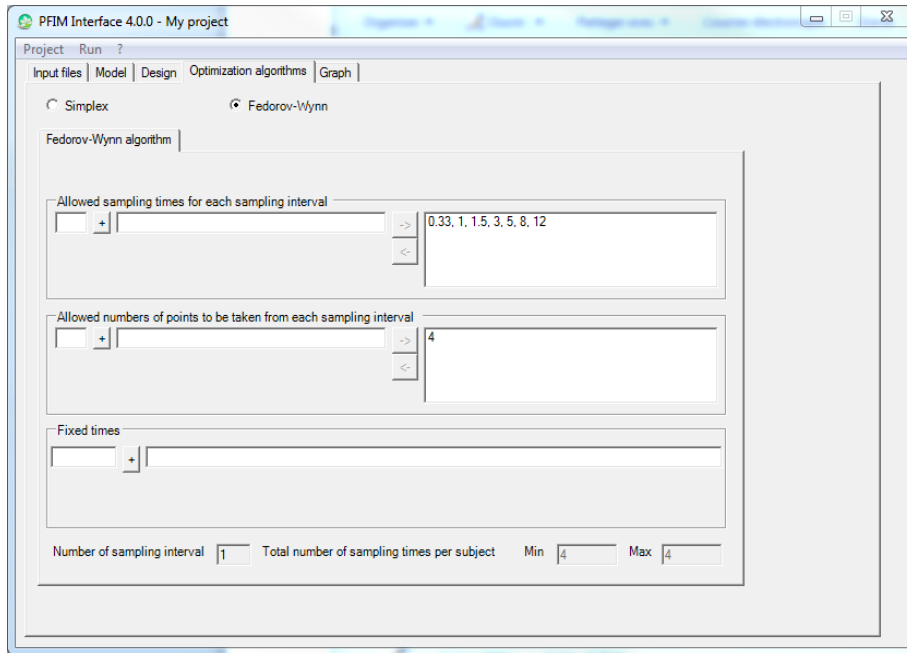 PFIM Interface 4.0.0 - My project
Project Run ?
Input files Model Design Optimization algorithms Graph
Simplex Fedorov-Wynn
Fedorov-Wynn algorithm
Allowed sampling times for each sampling interval
+ -> 0.33, 1, 1.5, 3, 5, 8, 12
<-
Allowed numbers of points to be taken from each sampling interval
+ -> 4
<-
Fixed times
+
Number of sampling interval 1 Total number of sampling times per subject Min 4 Max 4